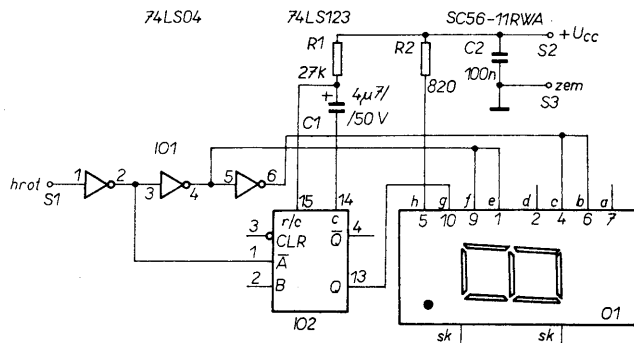 74LS04 74LS123 SC56-11RWA
R1 R2 C2 +Ucc
S2
27k 100n
+ 4µ7/ 820 zem
/50V S3
C1
IO1
hrot 1 2 3 4 5 6
S1
15 14 h g f e d c b a
3 r/c c 4 5 10 9 1 2 4 6 7
CLR Q
1 A
2 B Q 13
IO2 O1
sk sk